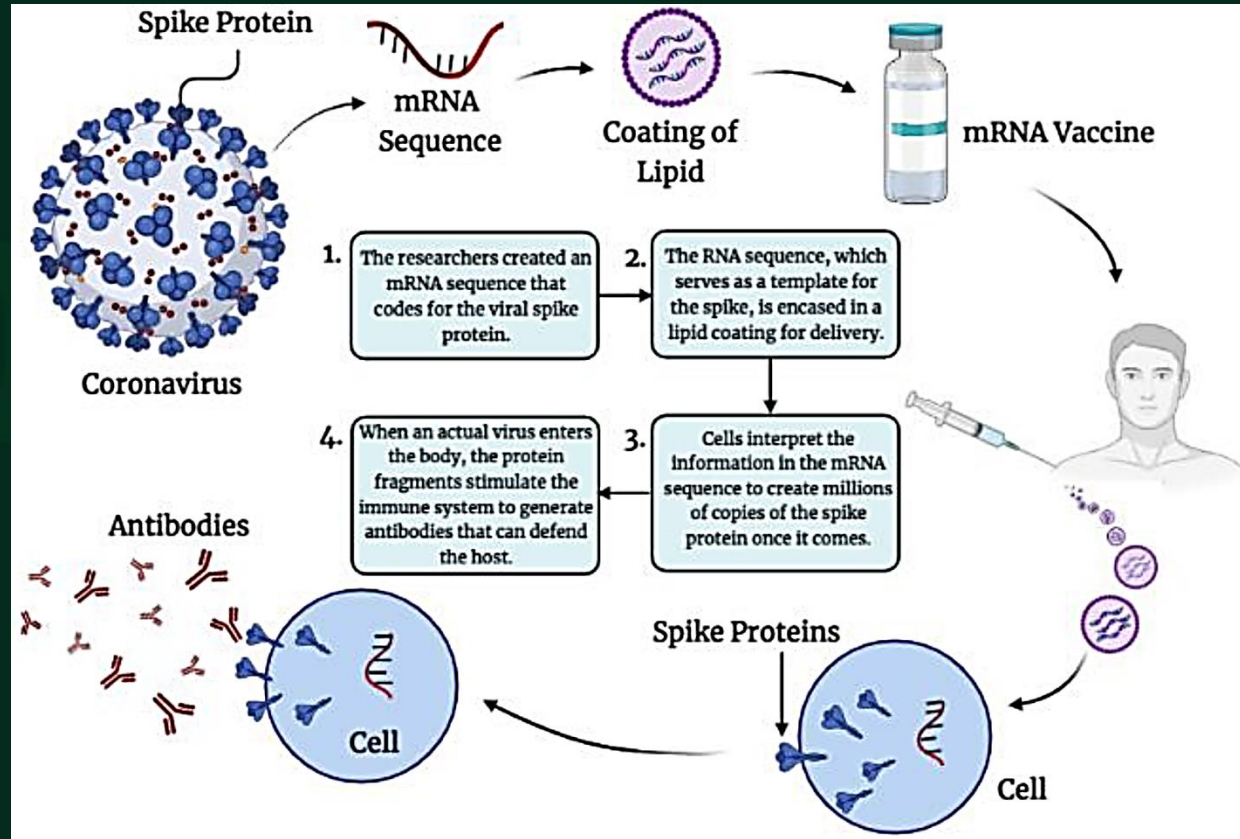 Spike Protein
mRNA
Sequence
Coating of
Lipid
mRNA Vaccine
Coronavirus
1.
The researchers created an
mRNA sequence that
codes for the viral spike
protein.
2.
The RNA sequence, which
serves as a template for
the spike, is encased in a
lipid coating for delivery.
3.
Cells interpret the
information in the mRNA
sequence to create millions
of copies of the spike
protein once it comes.
4.
When an actual virus enters
the body, the protein
fragments stimulate the
immune system to generate
antibodies that can defend
the host.
Antibodies
Cell
Spike Proteins
Cell